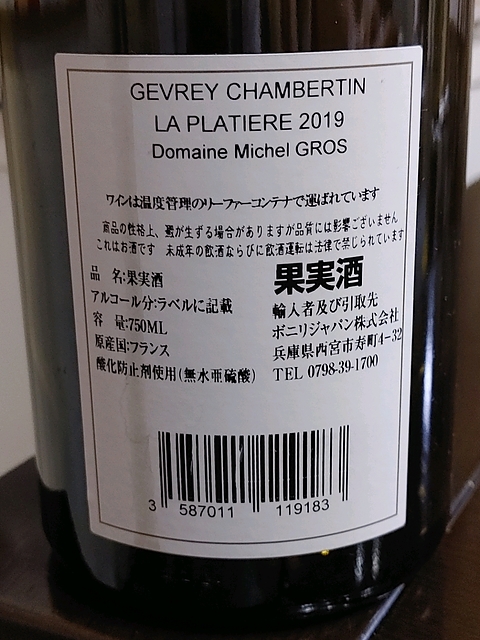 GEVREY CHAMBERTIN
LA PLATIERE 2019
Domaine Michel GROS
ワインは温度管理のリーファーコンテナで運ばれています
商品の性格上、澱が生ずる場合がありますが品質には影響ございません
これはお酒です 未成年の飲酒ならびに飲酒運転は法律で禁じられています
品 名:果実酒
アルコール分:ラベルに記載
容 量:750ML
原産国:フランス
酸化防止剤使用(無水亜硫酸)
果実酒
輸入者及び引取先
ボニリジャパン株式会社
兵庫県西宮市寿町4-32
TEL 0798-39-1700
3 587011 119183